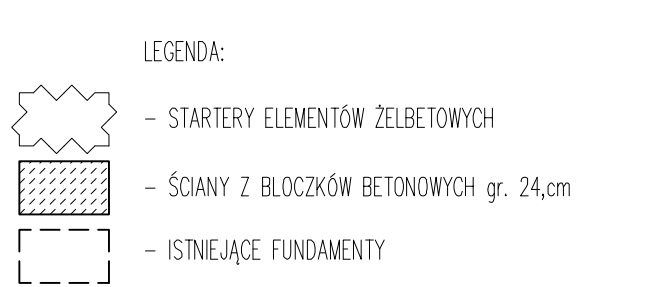 LEGENDA:
- STARTERY ELEMENTÓW ŻELBETOWYCH
- ŚCIANY Z BLOCZKÓW BETONOWYCH gr. 24,cm
- ISTNIEJĄCE FUNDAMENTY